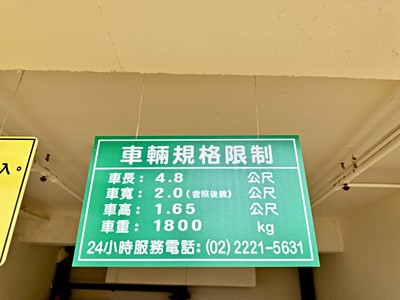 車輛規格限制
車長：4.8 公尺
車寬：2.0(含照後鏡) 公尺
車高：1.65 公尺
車重：1800 kg
24小時服務電話：(02) 2221-5631
入。